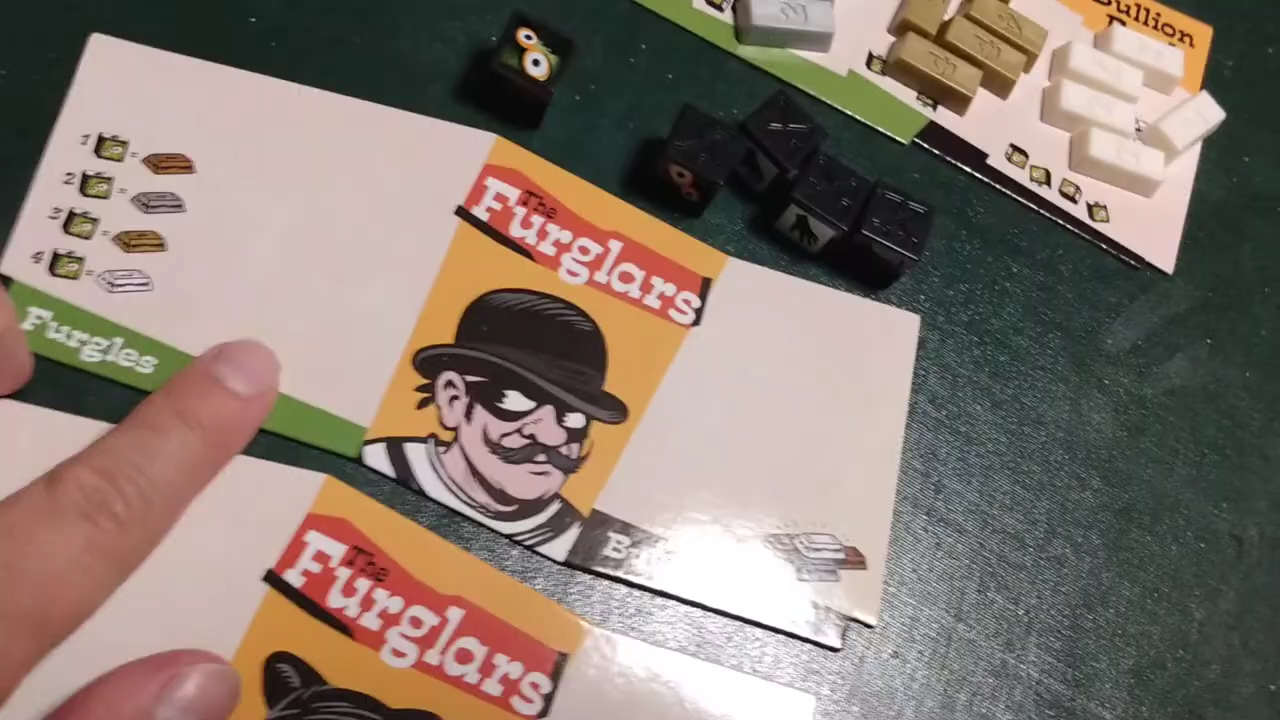 Bullion
1 =
2 =
3 =
4 =
Furgles
The
Furglars
The
Furglars